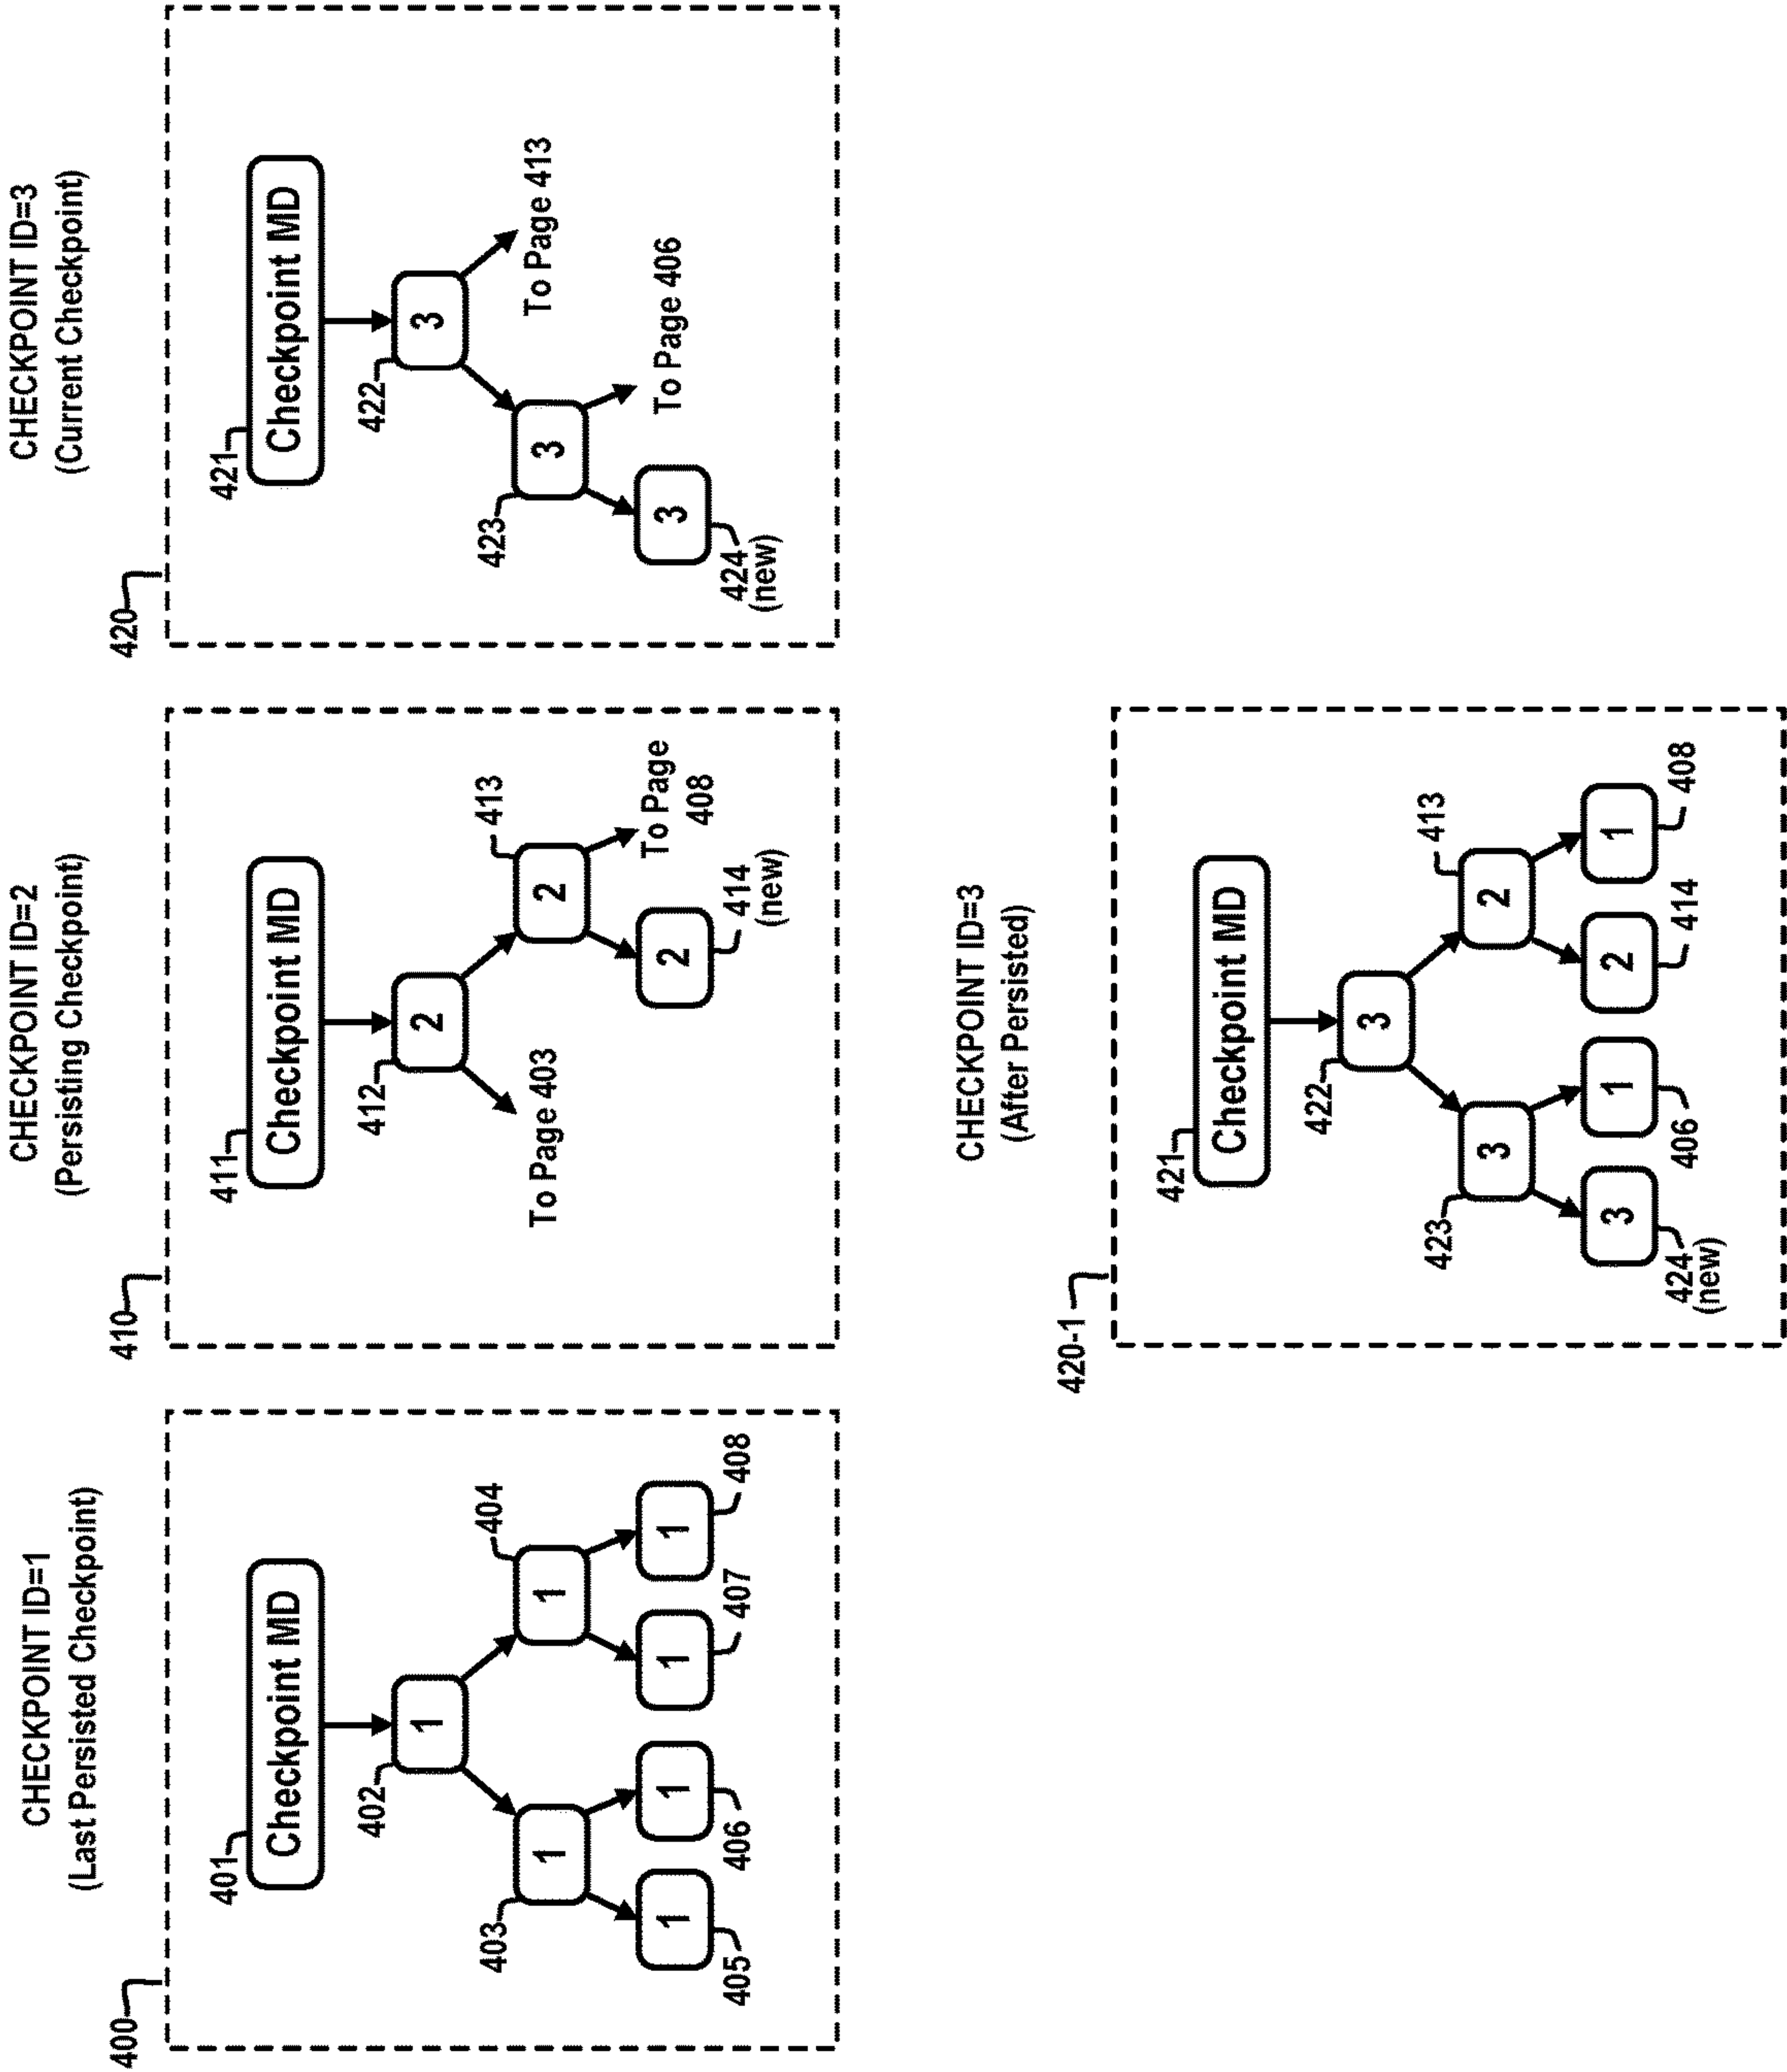 CHECKPOINT ID=1
(Last Persisted Checkpoint)
400
401
Checkpoint MD
402
1
403
1
404
1
1
1
1
1
405
406
407
408
CHECKPOINT ID=2
(Persisting Checkpoint)
410
411
Checkpoint MD
412
2
To Page 403
2
413
2
To Page
408
414
(new)
CHECKPOINT ID=3
(Current Checkpoint)
420
421
Checkpoint MD
422
3
423
3
To Page 413
3
To Page 406
424
(new)
CHECKPOINT ID=3
(After Persisted)
420-1
421
Checkpoint MD
422
3
423
3
2
413
3
1
2
1
424
(new)
406
414
408